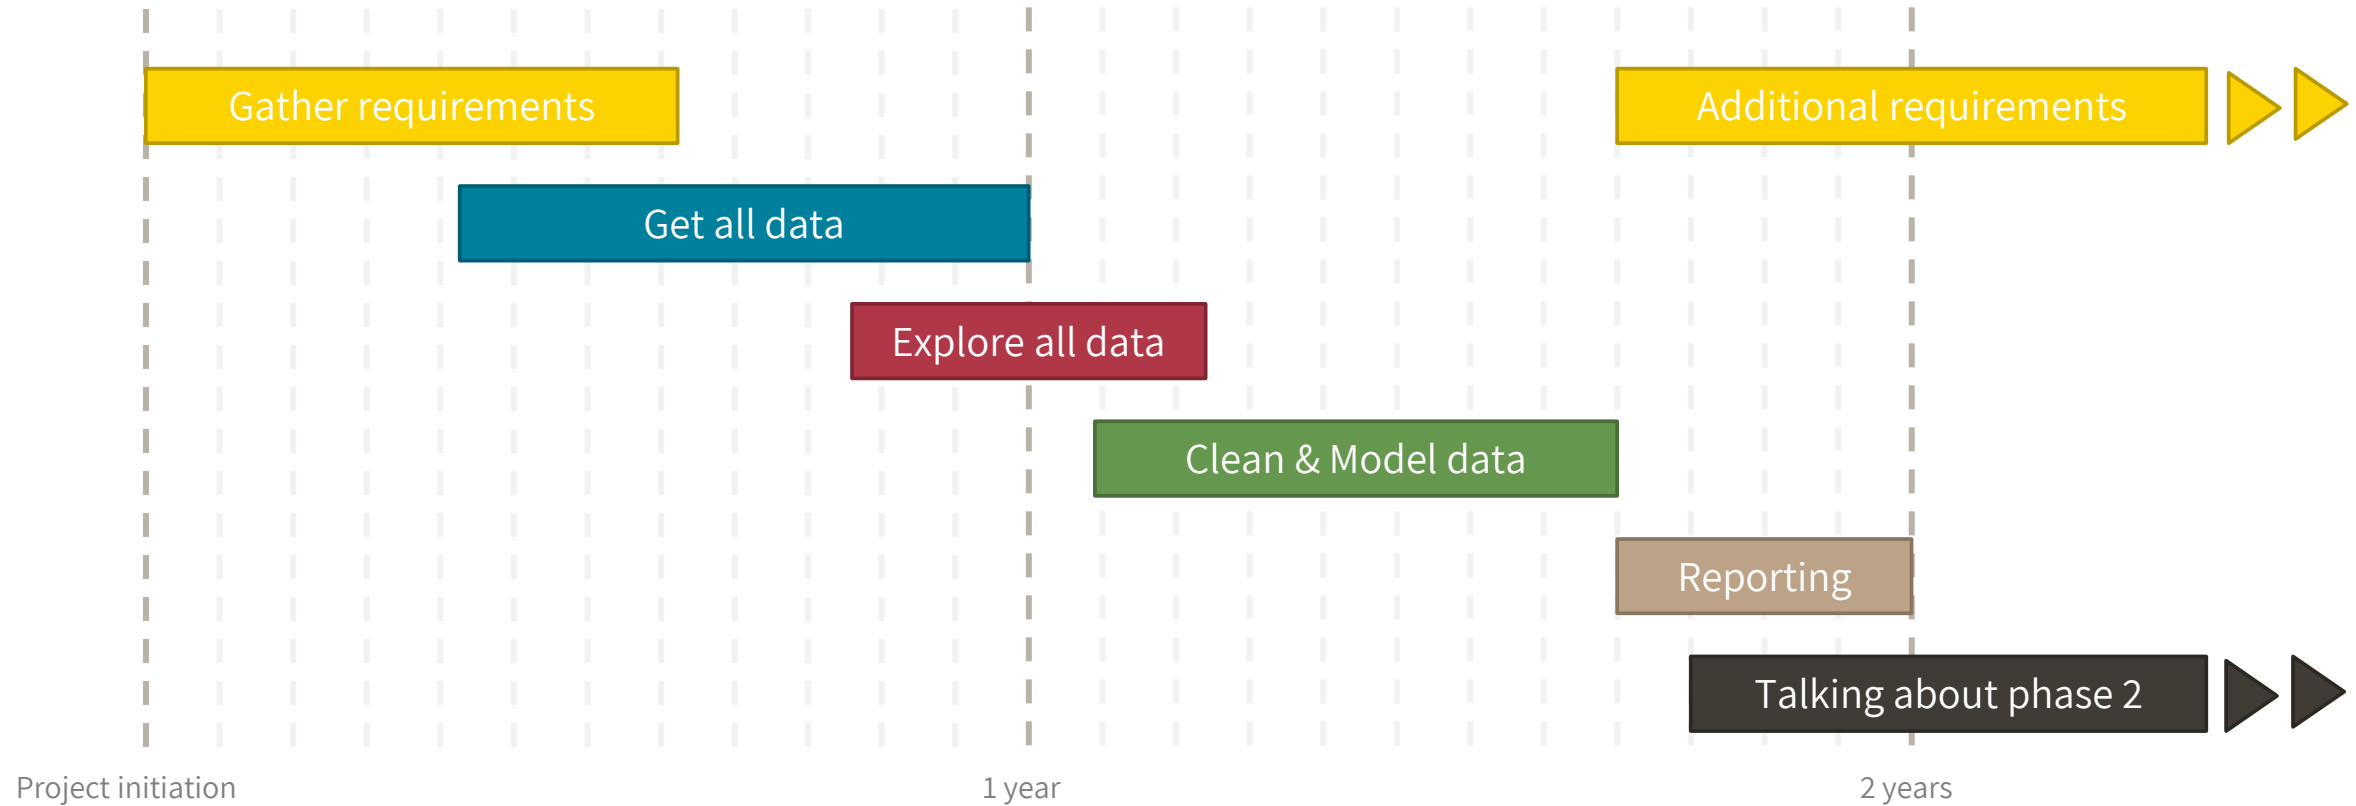 Gather requirements
Additional requirements
Get all data
Explore all data
Clean & Model data
Reporting
Talking about phase 2
Project initiation
1 year
2 years